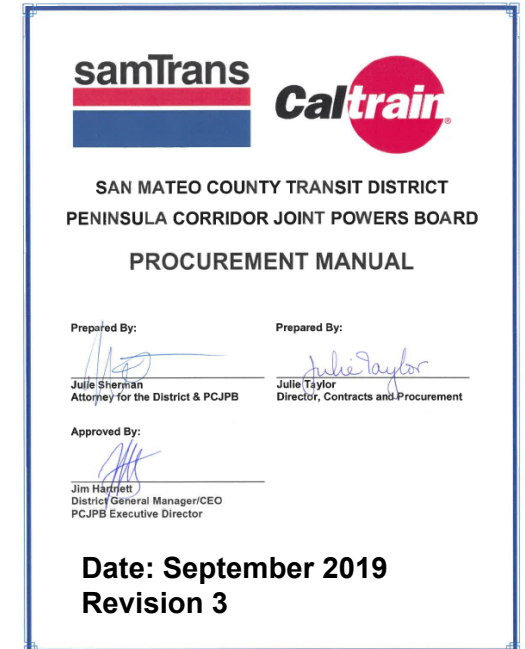 samTrans
Caltrain
SAN MATEO COUNTY TRANSIT DISTRICT
PENINSULA CORRIDOR JOINT POWERS BOARD
PROCUREMENT MANUAL
Prepared By:
Julie Sherman
Attorney for the District & PCJPB
Prepared By:
Julie Taylor
Julie Taylor
Director, Contracts and Procurement
Approved By:
Jim Hartnett
District General Manager/CEO
PCJPB Executive Director
Date: September 2019
Revision 3